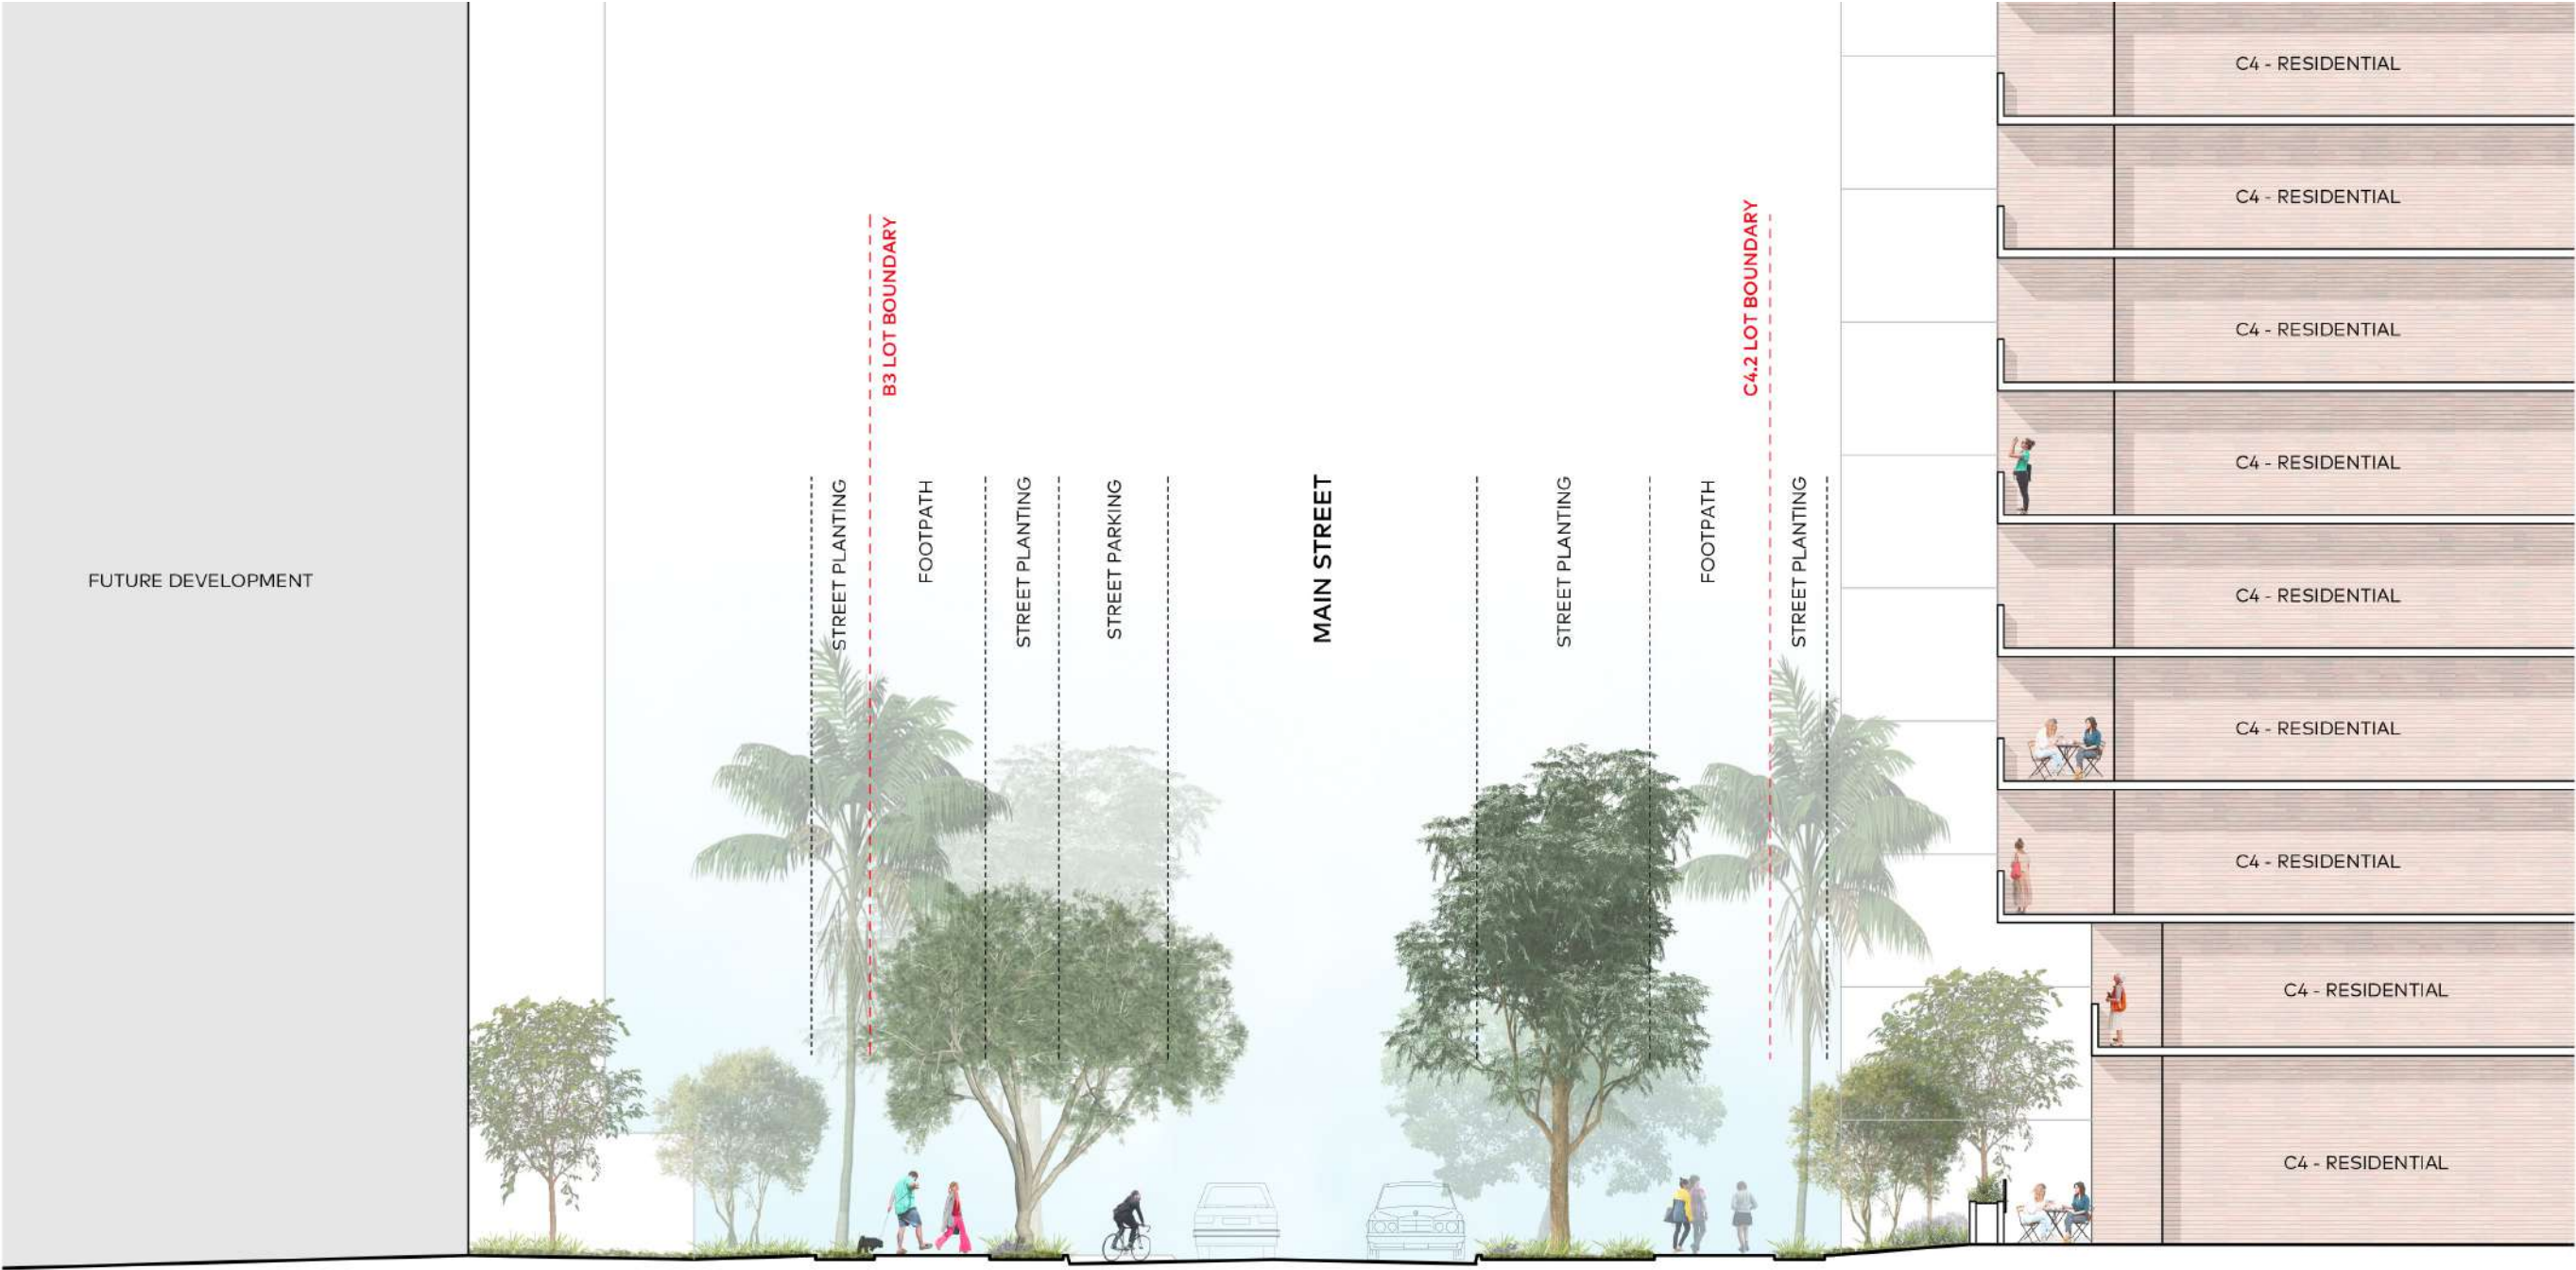 FUTURE DEVELOPMENT
STREET PLANTING
B3 LOT BOUNDARY
FOOTPATH
STREET PLANTING
STREET PARKING
MAIN STREET
STREET PLANTING
FOOTPATH
C4.2 LOT BOUNDARY
STREET PLANTING
C4 - RESIDENTIAL
C4 - RESIDENTIAL
C4 - RESIDENTIAL
C4 - RESIDENTIAL
C4 - RESIDENTIAL
C4 - RESIDENTIAL
C4 - RESIDENTIAL
C4 - RESIDENTIAL
C4 - RESIDENTIAL